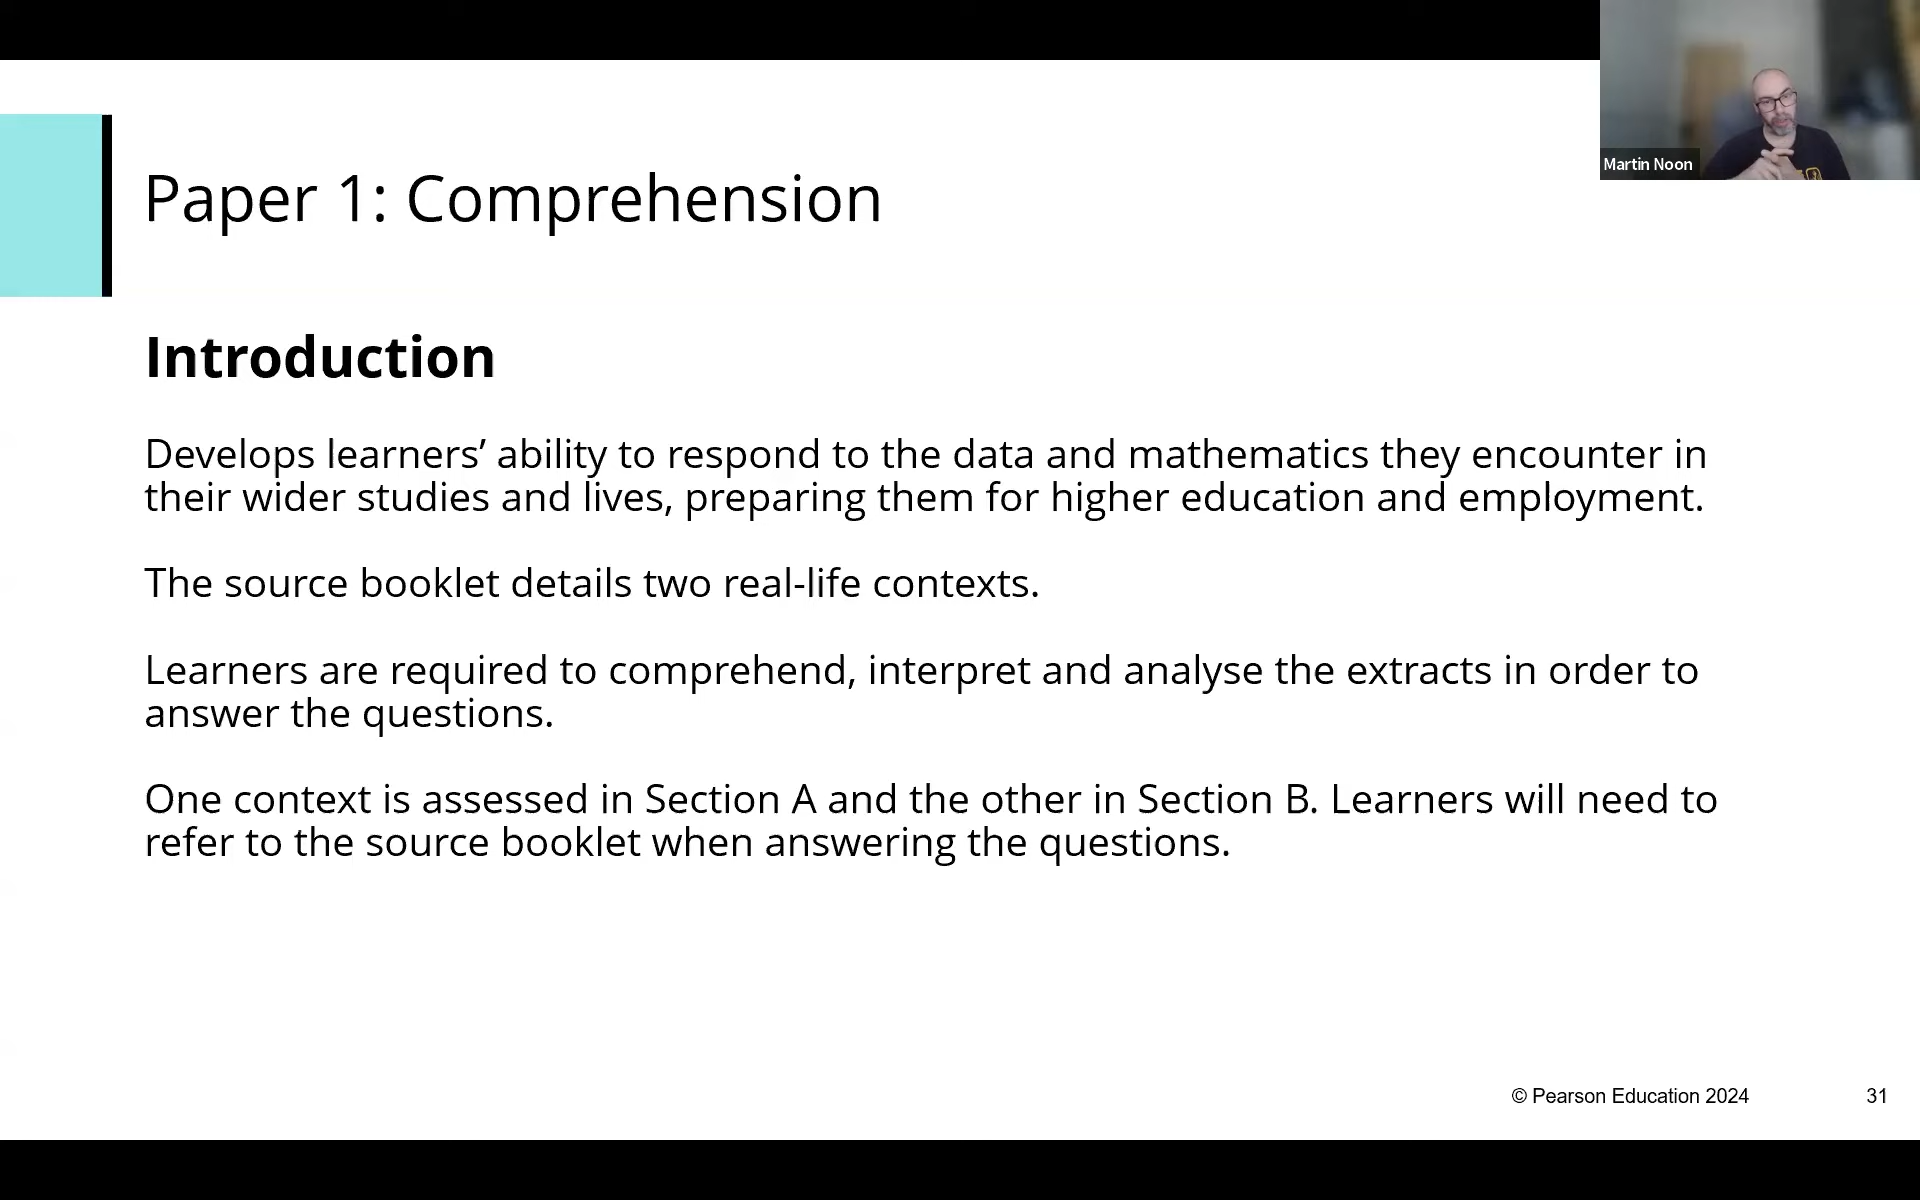 Martin Noon
Paper 1: Comprehension
Introduction
Develops learners’ ability to respond to the data and mathematics they encounter in
their wider studies and lives, preparing them for higher education and employment.
The source booklet details two real-life contexts.
Learners are required to comprehend, interpret and analyse the extracts in order to
answer the questions.
One context is assessed in Section A and the other in Section B. Learners will need to
refer to the source booklet when answering the questions.
© Pearson Education 2024
31